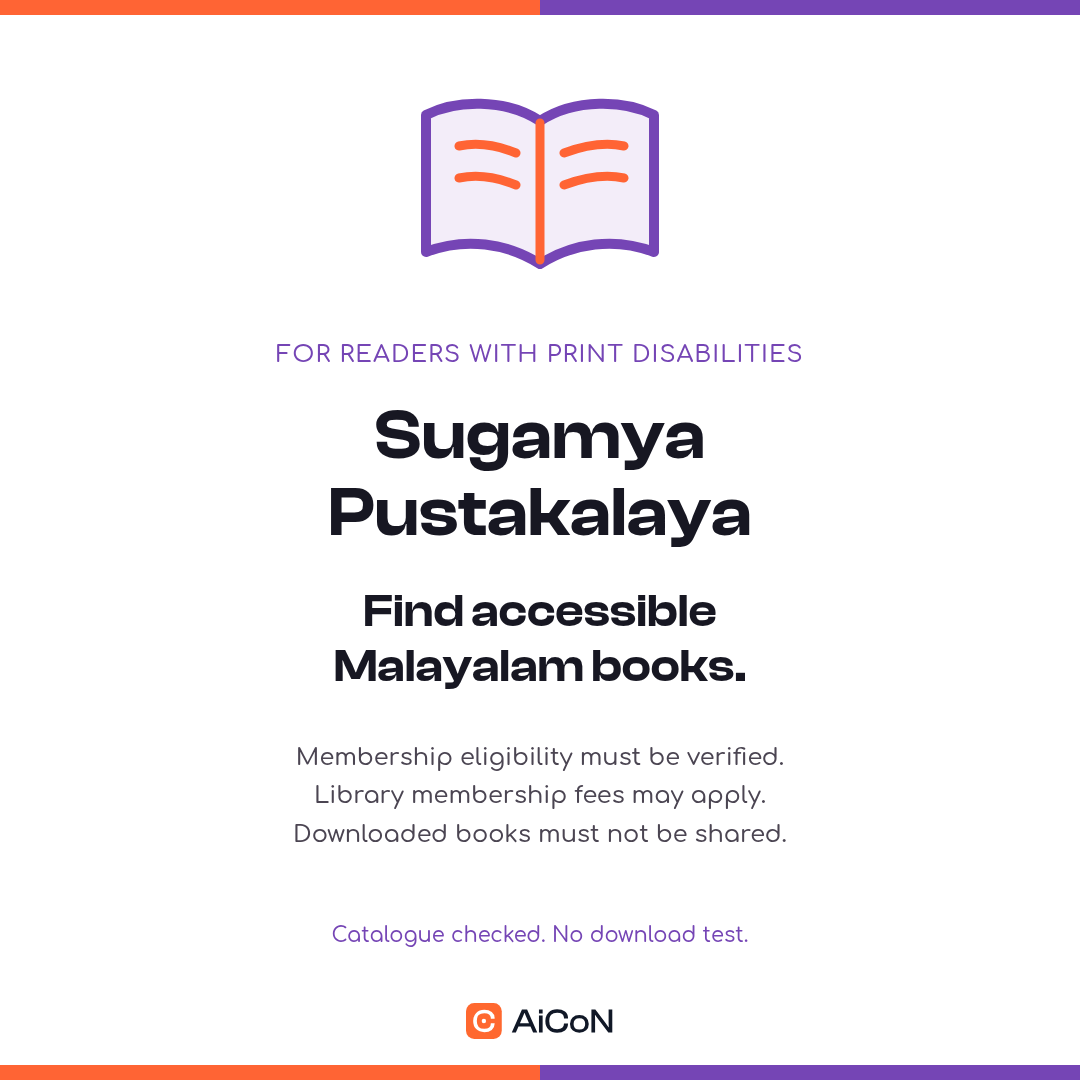 FOR READERS WITH PRINT DISABILITIES
Sugamya
Pustakalaya
Find accessible
Malayalam books.
Membership eligibility must be verified.
Library membership fees may apply.
Downloaded books must not be shared.
Catalogue checked. No download test.
AiCoN